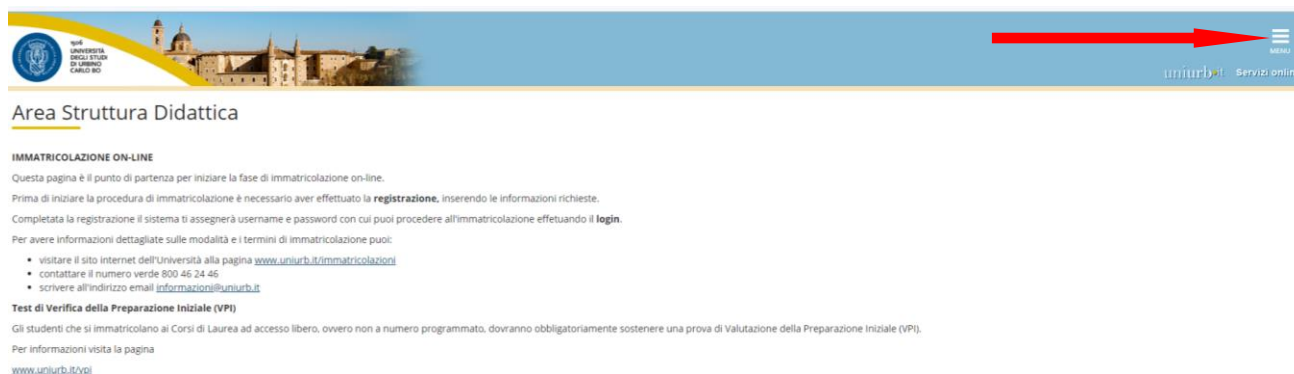 1506
UNIVERSITÀ
DEGLI STUDI
DI URBINO
CARLO BO
MENU
uniurb.it Servizi onlin
Area Struttura Didattica
IMMATRICOLAZIONE ON-LINE
Questa pagina è il punto di partenza per iniziare la fase di immatricolazione on-line.
Prima di iniziare la procedura di immatricolazione è necessario aver effettuato la registrazione, inserendo le informazioni richieste.
Completata la registrazione il sistema ti assegnerà username e password con cui puoi procedere all'immatricolazione effetuando il login.
Per avere informazioni dettagliate sulle modalità e i termini di immatricolazione puoi:
• visitare il sito internet dell'Università alla pagina www.uniurb.it/immatricolazioni
• contattare il numero verde 800 46 24 46
• scrivere all'indirizzo email informazioni@uniurb.it
Test di Verifica della Preparazione Iniziale (VPI)
Gli studenti che si immatricolano ai Corsi di Laurea ad accesso libero, ovvero non a numero programmato, dovranno obbligatoriamente sostenere una prova di Valutazione della Preparazione Iniziale (VPI).
Per informazioni visita la pagina
www.uniurb.it/vpi